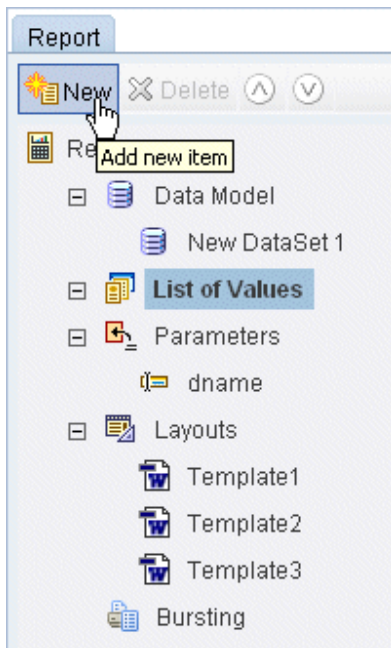 Report
New Delete
Re
Add new item
Data Model
New DataSet 1
List of Values
Parameters
dname
Layouts
Template1
Template2
Template3
Bursting